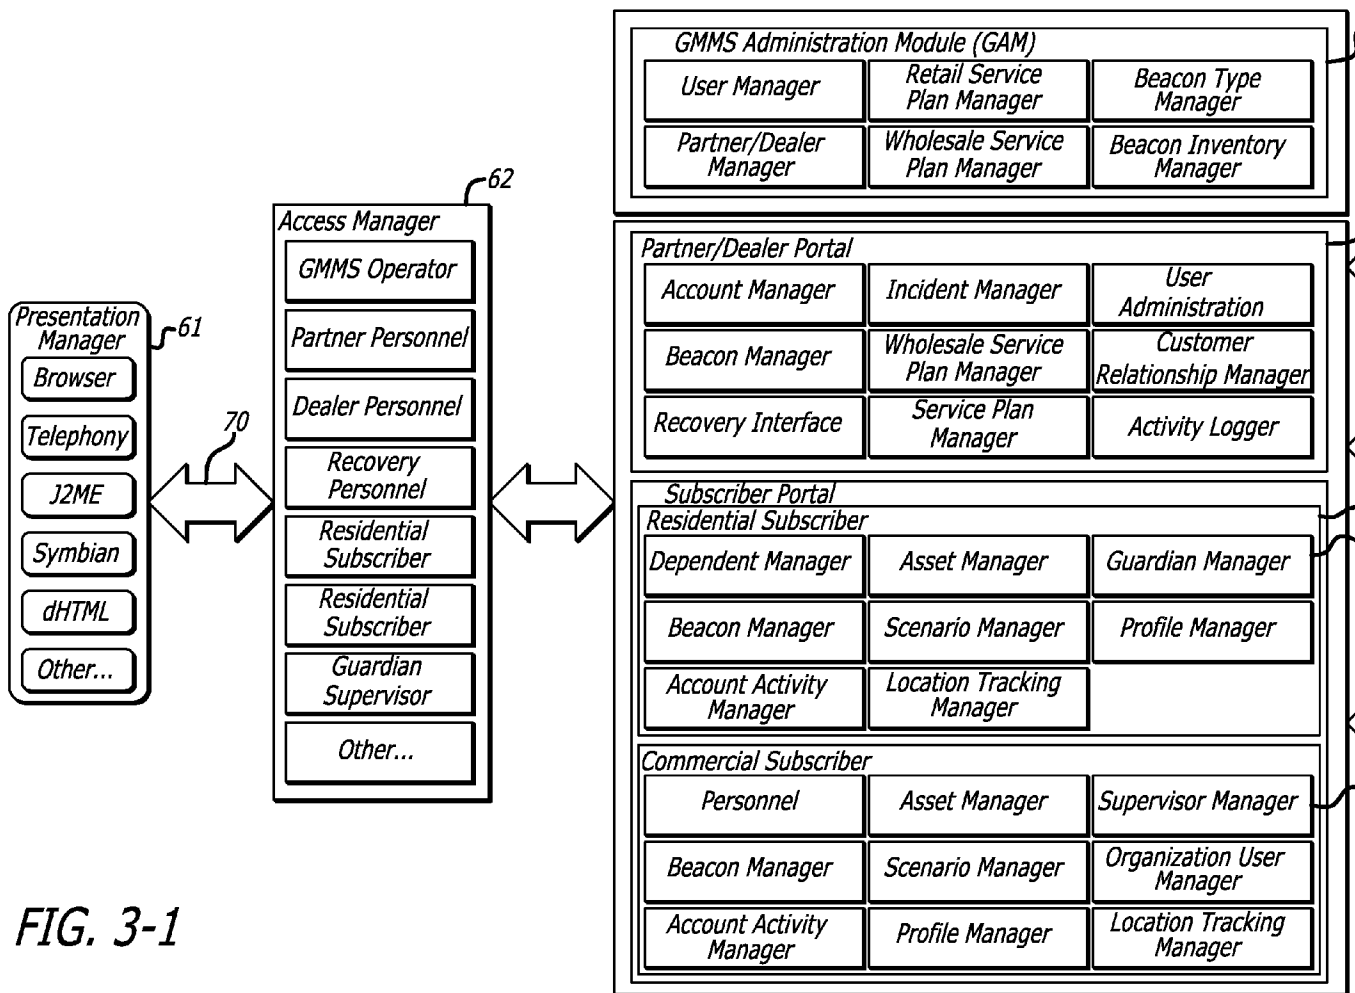 Presentation
Manager
Browser
Telephony
J2ME
Symbian
dHTML
Other...
61
70
62
Access Manager
GMMS Operator
Partner Personnel
Dealer Personnel
Recovery
Personnel
Residential
Subscriber
Residential
Subscriber
Guardian
Supervisor
Other...
GMMS Administration Module (GAM)
User Manager
Retail Service
Plan Manager
Beacon Type
Manager
Partner/Dealer
Manager
Wholesale Service
Plan Manager
Beacon Inventory
Manager
Partner/Dealer Portal
Account Manager
Incident Manager
User
Administration
Beacon Manager
Wholesale Service
Plan Manager
Customer
Relationship Manager
Recovery Interface
Service Plan
Manager
Activity Logger
Subscriber Portal
Residential Subscriber
Dependent Manager
Asset Manager
Guardian Manager
Beacon Manager
Scenario Manager
Profile Manager
Account Activity
Manager
Location Tracking
Manager
Commercial Subscriber
Personnel
Asset Manager
Supervisor Manager
Beacon Manager
Scenario Manager
Organization User
Manager
Account Activity
Manager
Profile Manager
Location Tracking
Manager
FIG. 3-1